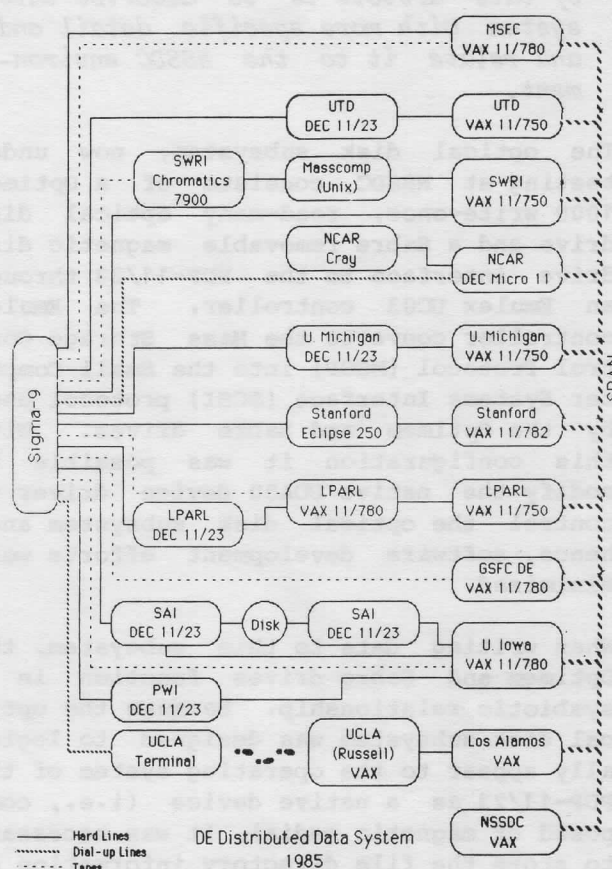 MSFC
VAX 11/780
UTD
DEC 11/23
UTD
VAX 11/750
SWRI
Chromatics
7900
Masscomp
(Unix)
SWRI
VAX 11/750
NCAR
Cray
NCAR
DEC Micro 11
U. Michigan
DEC 11/23
U. Michigan
VAX 11/750
Sigma-9
Stanford
Eclipse 250
Stanford
VAX 11/782
LPARL
DEC 11/23
LPARL
VAX 11/780
LPARL
VAX 11/750
GSFC DE
VAX 11/780
SAI
DEC 11/23
Disk
SAI
DEC 11/23
U. Iowa
VAX 11/780
PWI
DEC 11/23
UCLA
Terminal
UCLA
(Russell)
VAX
Los Alamos
VAX
NSSDC
VAX
Hard Lines
Dial-up Lines
Tapes
DE Distributed Data System
1985